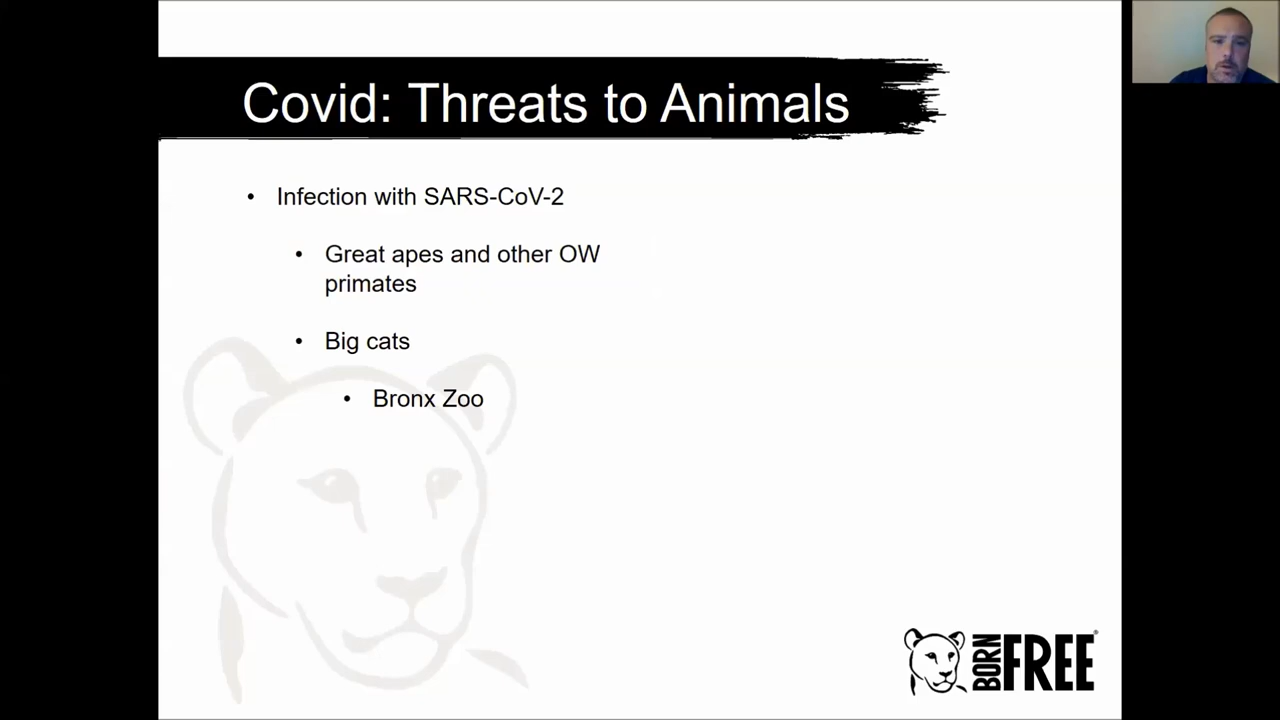 Covid: Threats to Animals
• Infection with SARS-CoV-2
• Great apes and other OW
primates
• Big cats
• Bronx Zoo
BORN FREE®